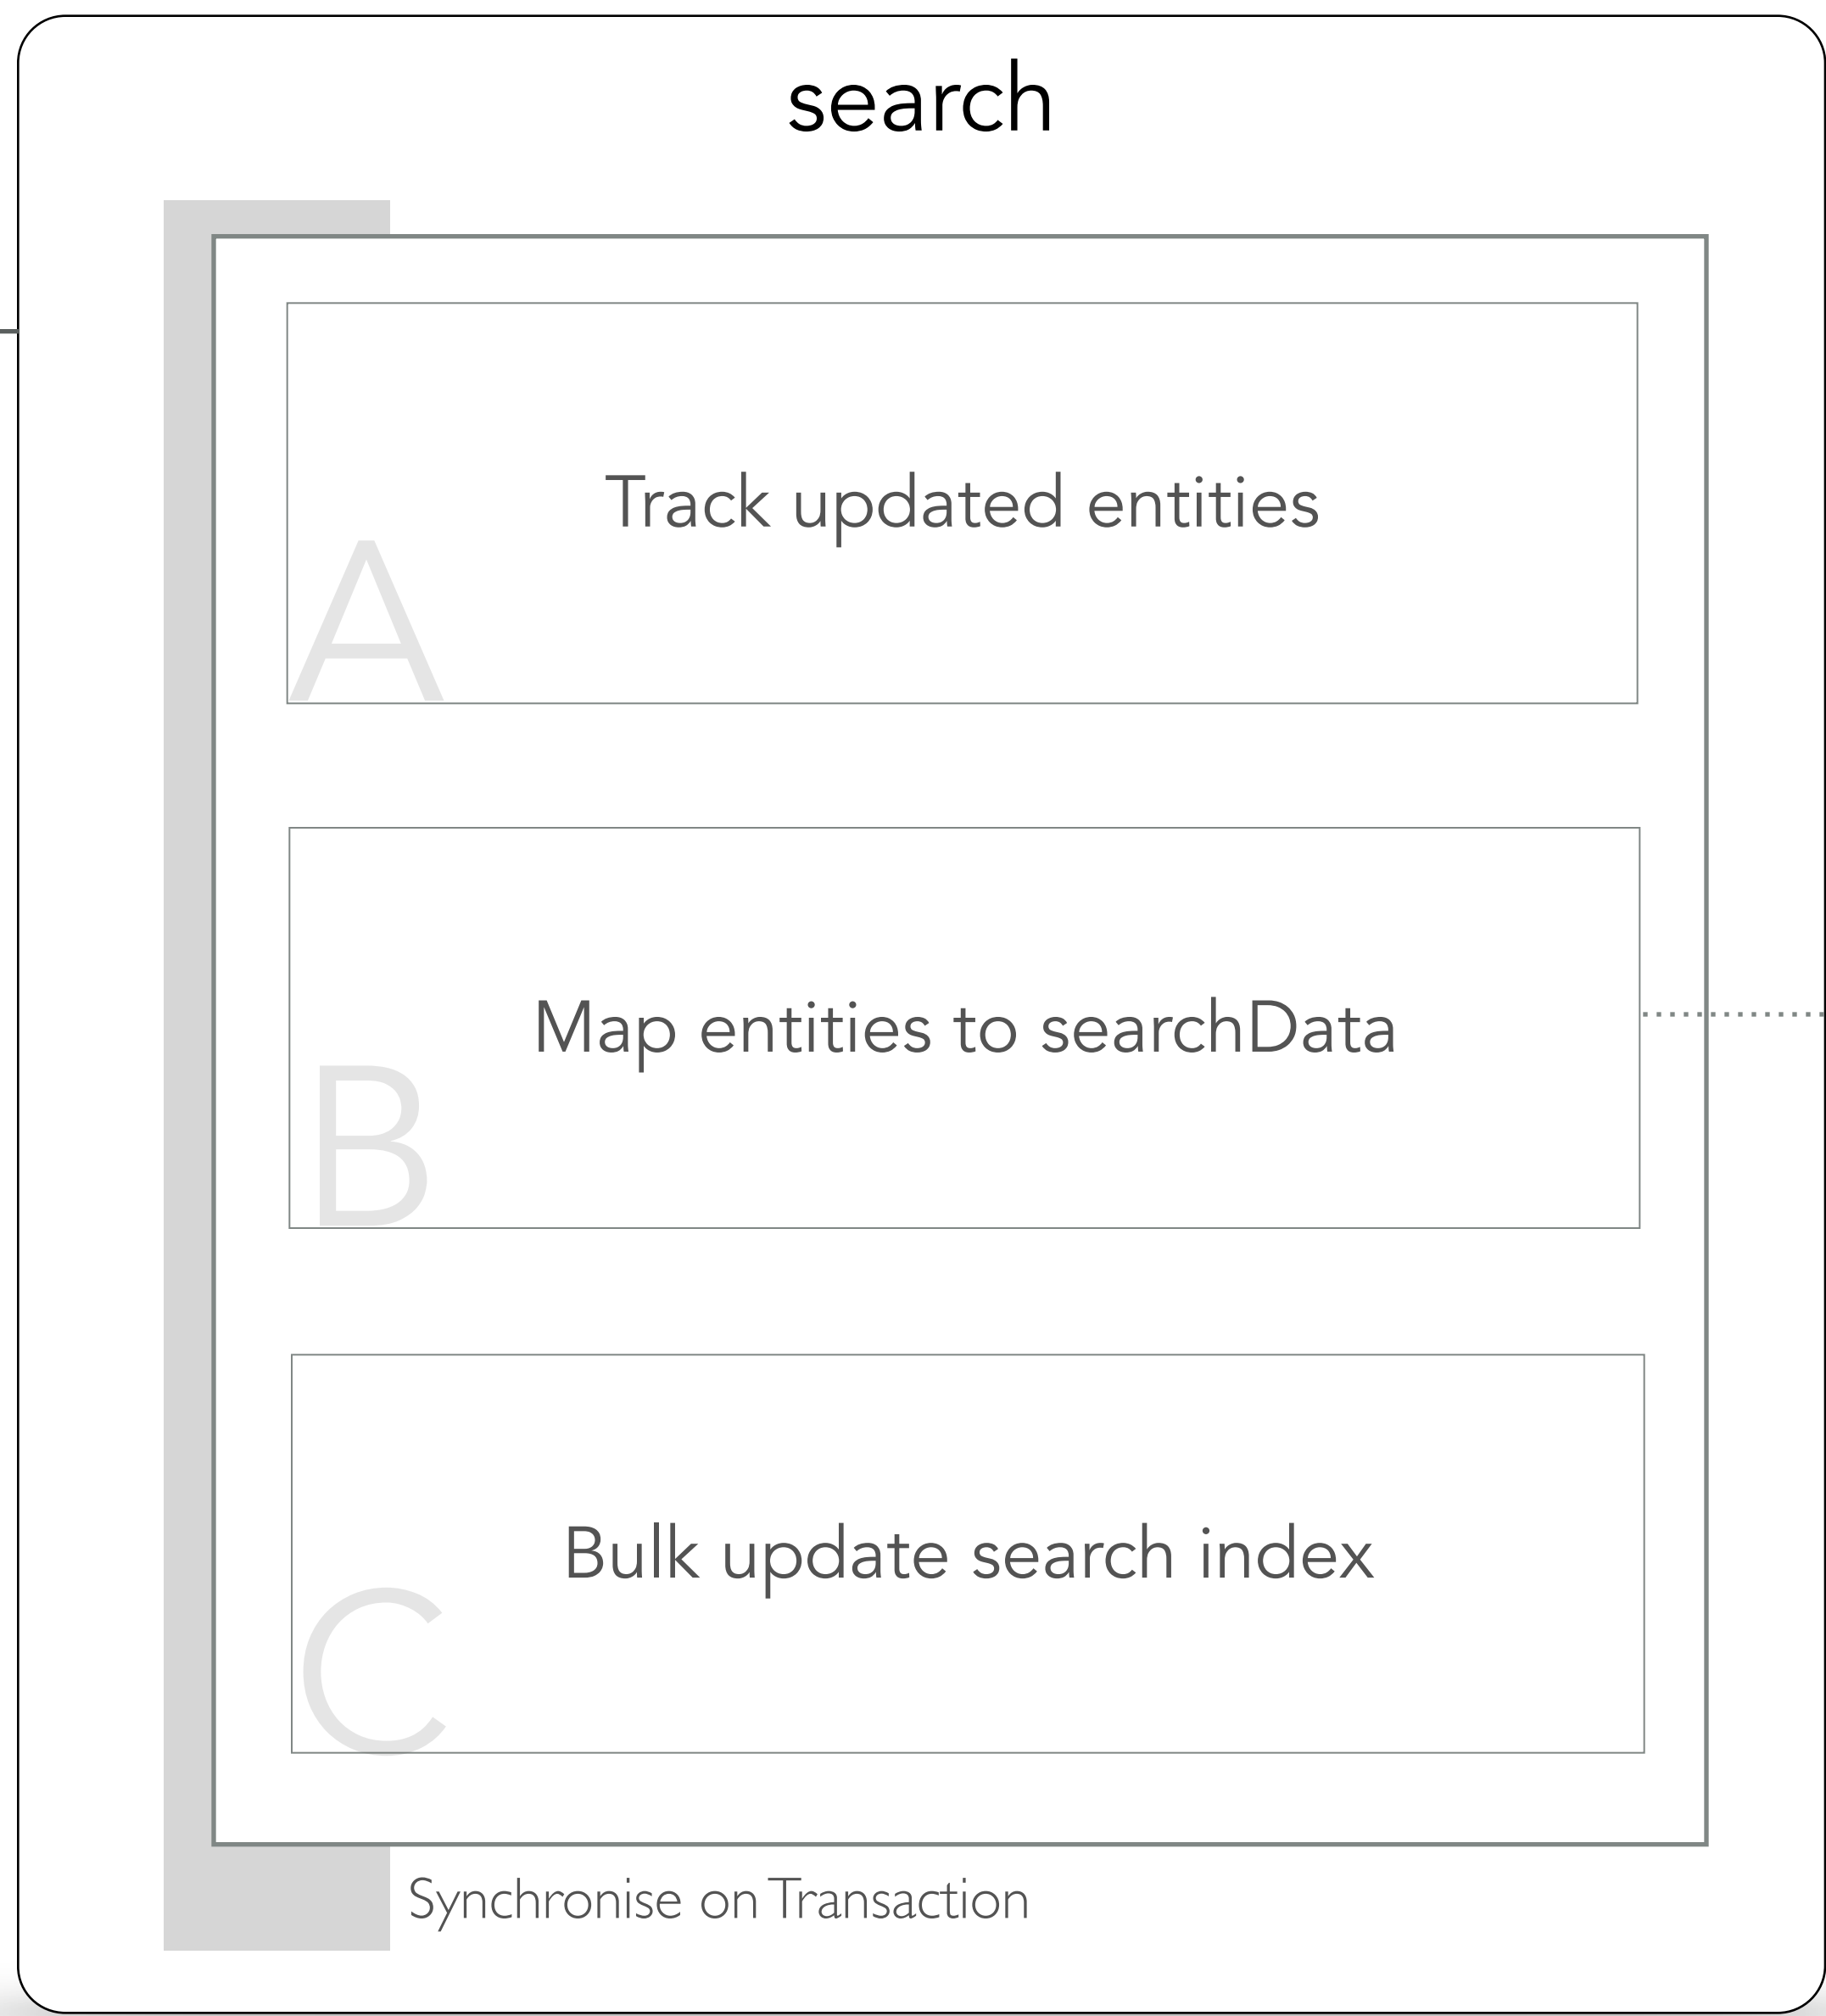 search
Track updated entities
A
Map entities to searchData
B
Bulk update search index
C
Synchronise on Transaction